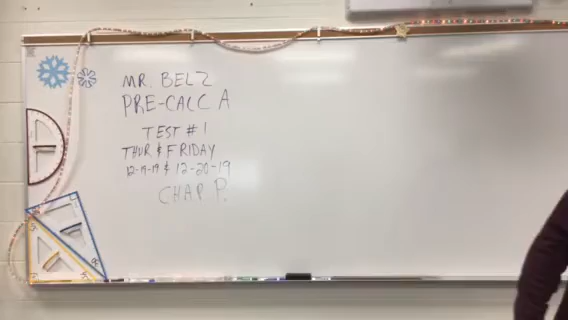 MR. BELZ
PRE-CALC A
TEST # 1
THUR & FRIDAY
12-19-19 & 12-20-19
CHAP P.